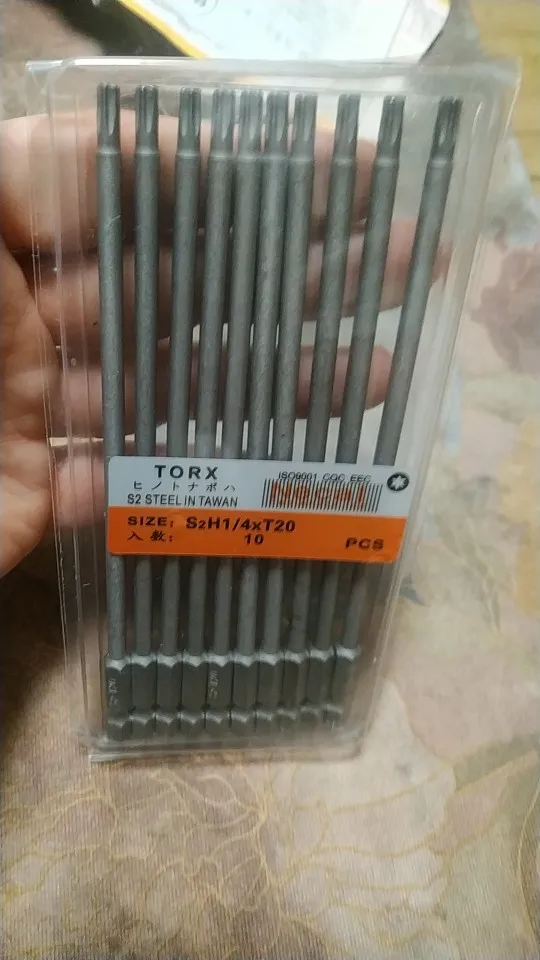 TORX
ヒノトナボハ
S2 STEEL IN TAWAN
ISO9001 CQC EEC
SIZE: S2H1/4xT20
入数: 10 PCS